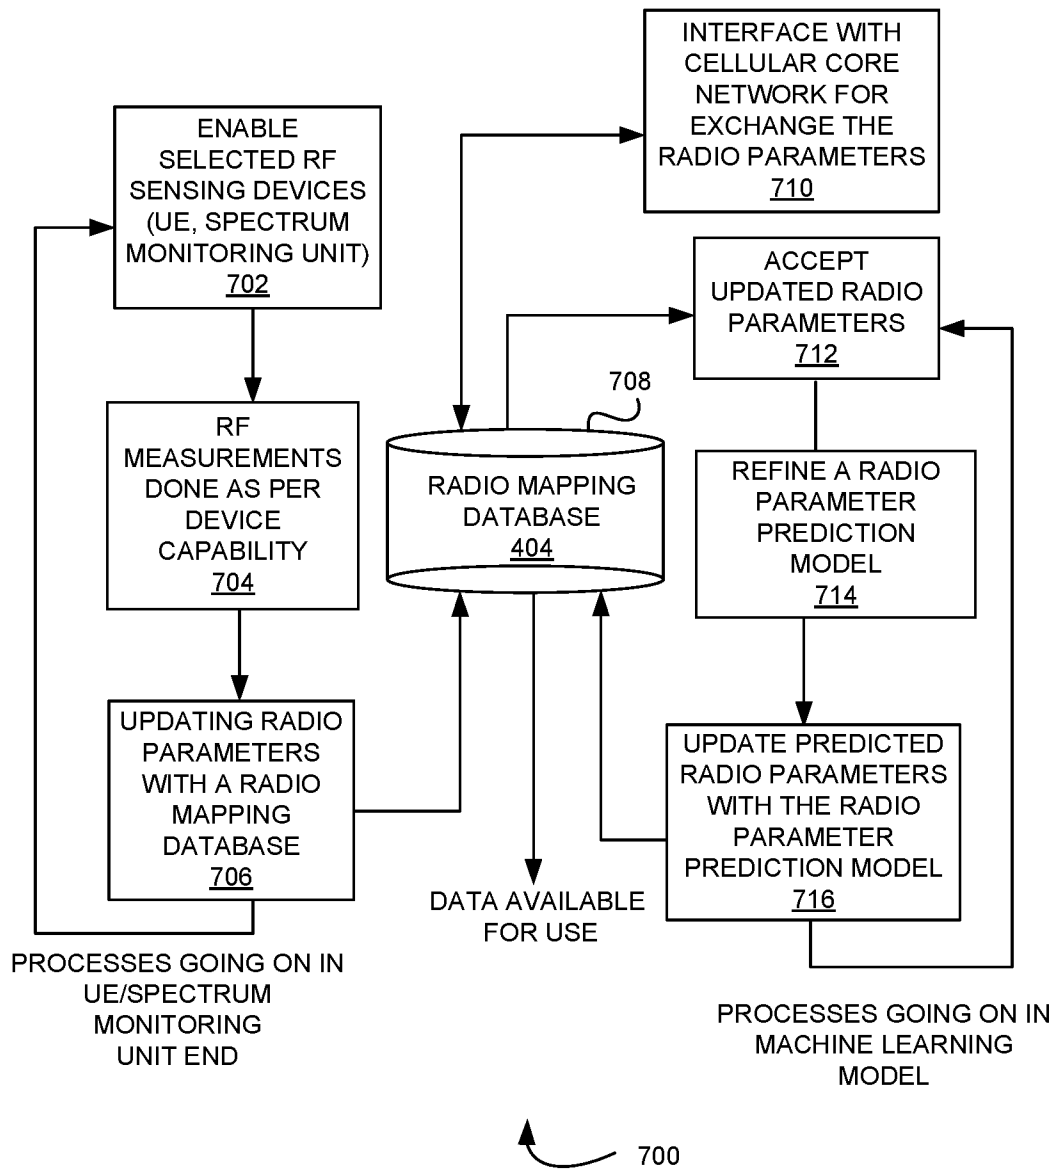 INTERFACE WITH
CELLULAR CORE
NETWORK FOR
EXCHANGE THE
RADIO PARAMETERS
710
ENABLE
SELECTED RF
SENSING DEVICES
(UE, SPECTRUM
MONITORING UNIT)
702
ACCEPT
UPDATED RADIO
PARAMETERS
712
708
RF
MEASUREMENTS
DONE AS PER
DEVICE
CAPABILITY
704
RADIO MAPPING
DATABASE
404
REFINE A RADIO
PARAMETER
PREDICTION
MODEL
714
UPDATING RADIO
PARAMETERS
WITH A RADIO
MAPPING
DATABASE
706
UPDATE PREDICTED
RADIO PARAMETERS
WITH THE RADIO
PARAMETER
PREDICTION MODEL
716
DATA AVAILABLE
FOR USE
PROCESSES GOING ON IN
UE/SPECTRUM
MONITORING
UNIT END
PROCESSES GOING ON IN
MACHINE LEARNING
MODEL
700